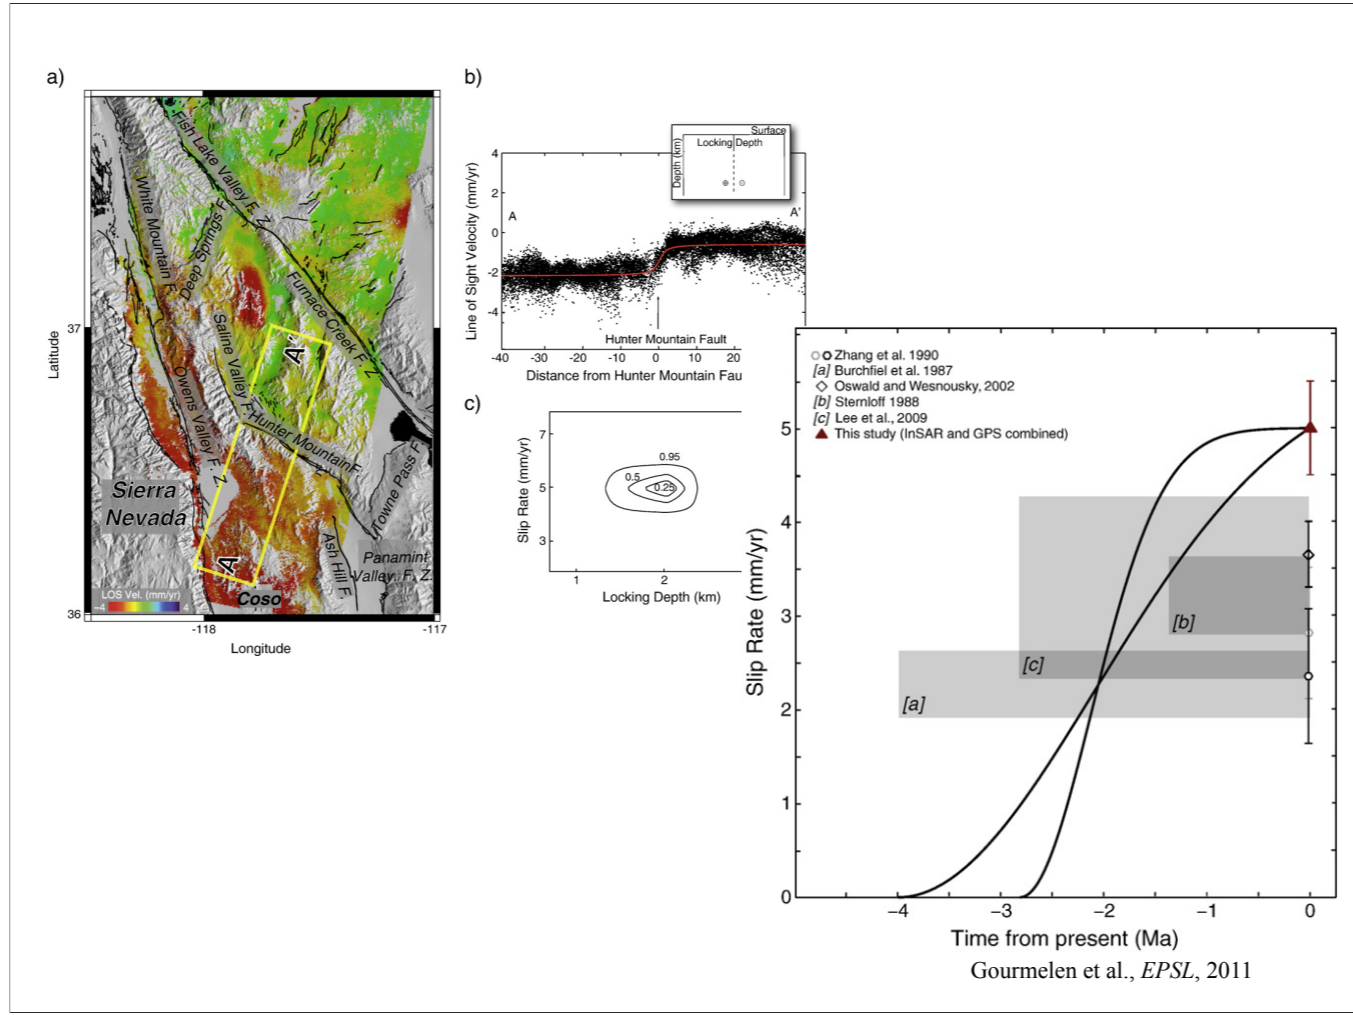 a)
Fish Lake Valley F. Z.
White Mountain F.
Deep Springs F.
Furnace Creek F. Z.
Saline Valley F.
Hunter Mountain F.
Owens Valley F. Z.
Towne Pass F.
Ash Hill F.
Panamint
Valley. F. Z.
Sierra
Nevada
A'
A
Coso
LOS Vel. (mm/yr)
-4 4
37
36
Latitude
-118 -117
Longitude
b)
Surface
Locking Depth
Depth (km)
Line of Sight Velocity (mm/yr)
4
2
0
-2
-4
A A'
Hunter Mountain Fault
-40 -30 -20 -10 0 10 20
Distance from Hunter Mountain Fau
c)
Slip Rate (mm/yr)
7
5
3
0.95
0.5
0.25
1 2
Locking Depth (km)
Zhang et al. 1990
[a] Burchfiel et al. 1987
Oswald and Wesnousky, 2002
[b] Sternloff 1988
[c] Lee et al., 2009
This study (InSAR and GPS combined)
Slip Rate (mm/yr)
5
4
3
2
1
0
[b]
[c]
[a]
−4 −3 −2 −1 0
Time from present (Ma)
Gourmelen et al., EPSL, 2011